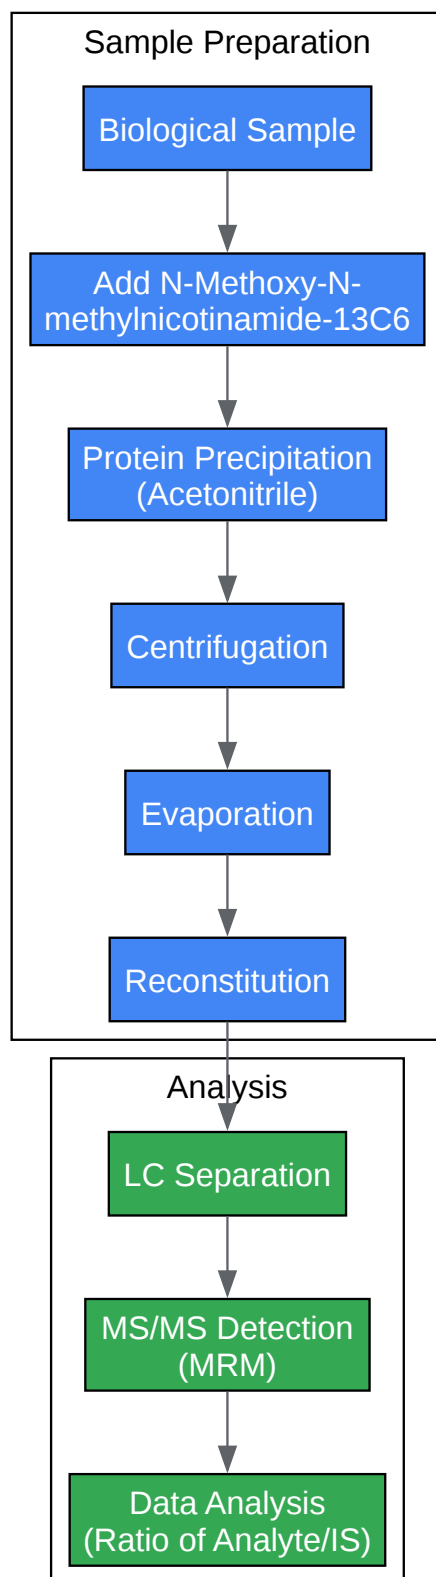 Sample Preparation
Biological Sample
Add N-Methoxy-N-
methylnicotinamide-13C6
Protein Precipitation
(Acetonitrile)
Centrifugation
Evaporation
Reconstitution
Analysis
LC Separation
MS/MS Detection
(MRM)
Data Analysis
(Ratio of Analyte/IS)